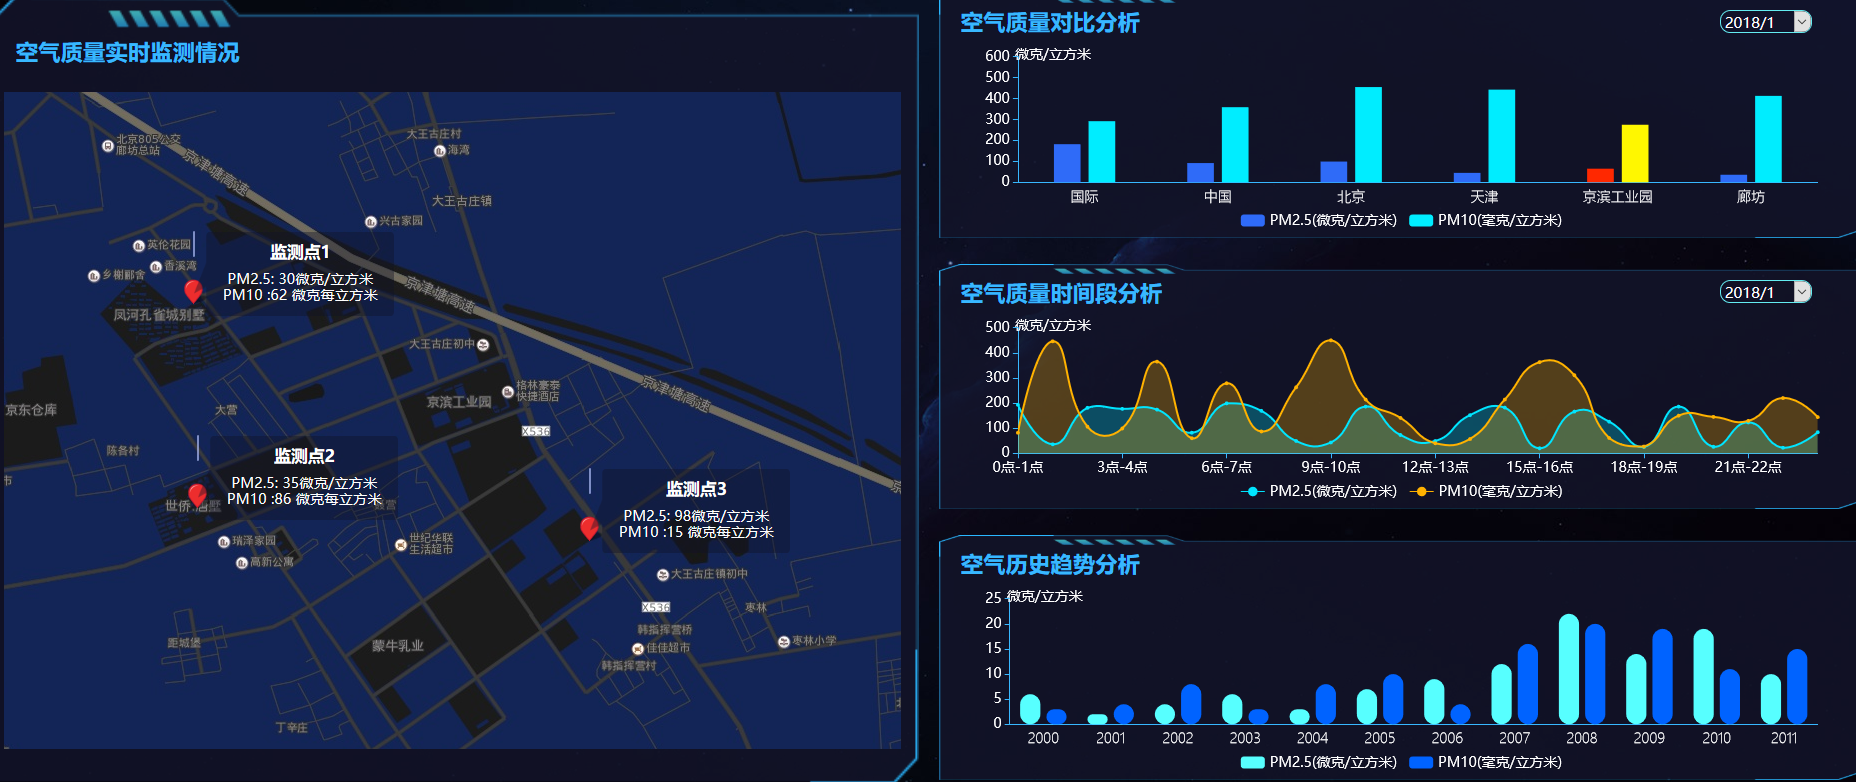 空气质量实时监测情况
北京805公交
廊坊总站
京津塘高速
大王古庄村
海湾
大王古庄镇
兴古家园
英伦花园
香溪湾
乡榭郦舍
监测点1
PM2.5: 30微克/立方米
PM10 :62 微克每立方米
京津塘高速
凤河孔雀城别墅
大王古庄初中
格林豪泰
快捷酒店
京津塘高速
京东仓库
大营
京滨工业园
X536
陈各村
市
监测点2
PM2.5: 35微克/立方米
PM10 :86 微克每立方米
世侨
墅
营
监测点3
PM2.5: 98微克/立方米
PM10 :15 微克每立方米
瑞泽家园
高新公寓
世纪华联
生活超市
大王古庄镇初中
X536
枣林
韩指挥营桥
枣林小学
佳佳超市
韩指挥营村
距城堡
蒙牛乳业
丁辛庄
空气质量对比分析
2018/1
微克/立方米
600
500
400
300
200
100
0
国际 中国 北京 天津 京滨工业园 廊坊
PM2.5(微克/立方米) PM10(毫克/立方米)
空气质量时间段分析
2018/1
微克/立方米
500
400
300
200
100
0
0点-1点 3点-4点 6点-7点 9点-10点 12点-13点 15点-16点 18点-19点 21点-22点
PM2.5(微克/立方米) PM10(毫克/立方米)
空气历史趋势分析
微克/立方米
25
20
15
10
5
0
2000 2001 2002 2003 2004 2005 2006 2007 2008 2009 2010 2011
PM2.5(微克/立方米) PM10(毫克/立方米)